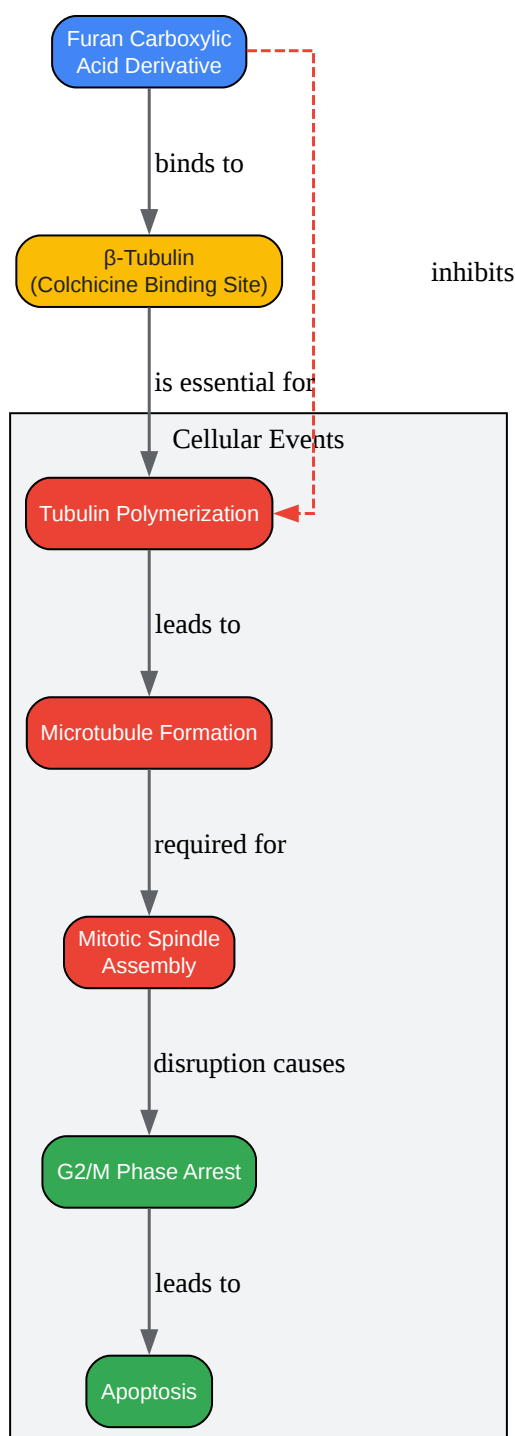 Furan Carboxylic
Acid Derivative
binds to
β-Tubulin
(Colchicine Binding Site)
inhibits
is essential for
Cellular Events
Tubulin Polymerization
leads to
Microtubule Formation
required for
Mitotic Spindle
Assembly
disruption causes
G2/M Phase Arrest
leads to
Apoptosis